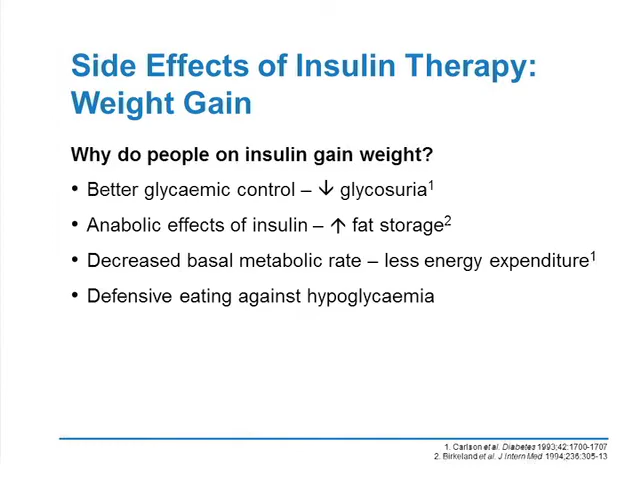 Side Effects of Insulin Therapy:
Weight Gain
Why do people on insulin gain weight?
• Better glycaemic control – ↓ glycosuria1
• Anabolic effects of insulin – ↑ fat storage2
• Decreased basal metabolic rate – less energy expenditure1
• Defensive eating against hypoglycaemia
1. Carlson et al. Diabetes 1993;42:1700-1707
2. Birkeland et al. J Intern Med 1994;236:305-13